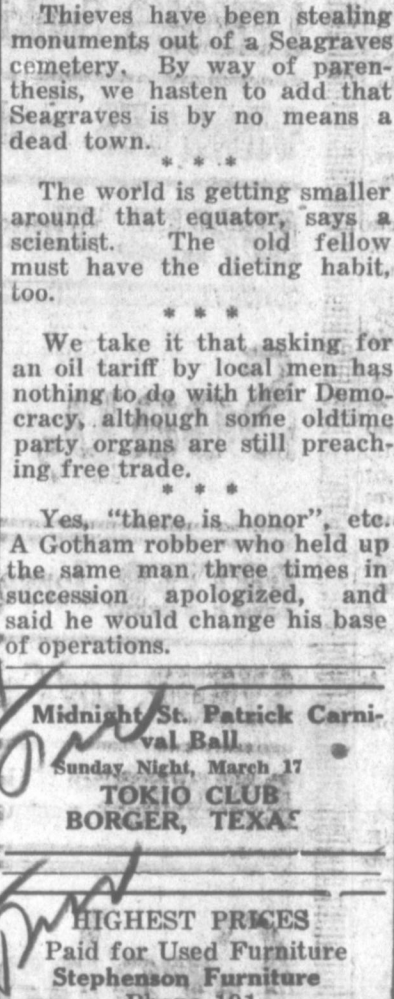 Thieves have been stealing
monuments out of a Seagraves
cemetery. By way of paren-
thesis, we hasten to add that
Seagraves is by no means a
dead town.
* * *
The world is getting smaller
around that equator, says a
scientist. The old fellow
must have the dieting habit,
too.
* * *
We take it that asking for
an oil tariff by local men has
nothing to do with their Demo-
cracy, although some oldtime
party organs are still preach-
ing free trade.
* * *
Yes, "there is honor", etc.
A Gotham robber who held up
the same man three times in
succession apologized, and
said he would change his base
of operations.
Midnight St. Patrick Carni-
val Ball
Sunday Night, March 17
TOKIO CLUB
BORGER, TEXAS
HIGHEST PRICES
Paid for Used Furniture
Stephenson Furniture